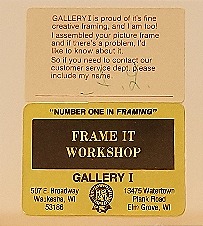 GALLERY I is proud of it's fine
creative framing, and I am too!
I assembled your picture frame
and if there's a problem, I'd
like to know about it.
So if you need to contact our
customer service dept. please
include my name.
"NUMBER ONE IN FRAMING"
FRAME IT
WORKSHOP
GALLERY I
507 E. Broadway
Waukesha, WI
53186
13475 Watertown
Plank Road
Elm Grove, WI